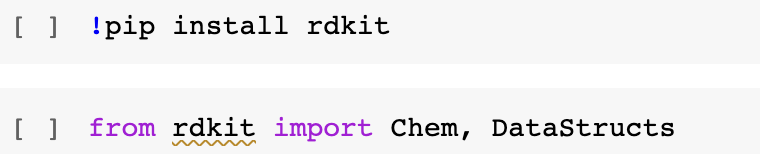 [ ] !pip install rdkit
[ ] from rdkit import Chem, DataStructs